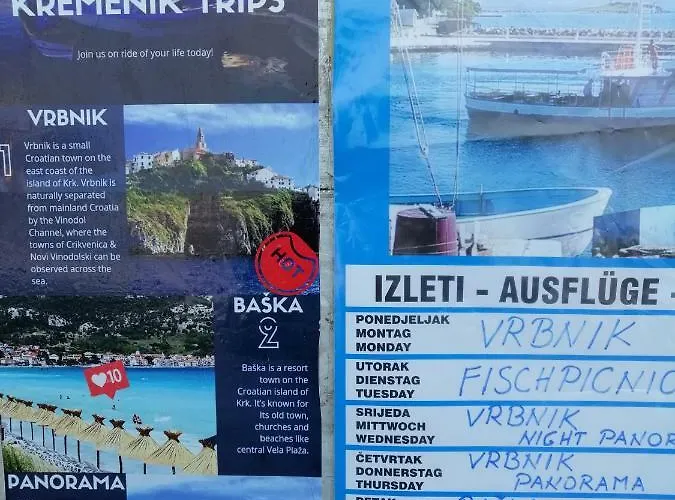 KREMENIK TRIPS
Join us on ride of your life today!
VRBNIK
1
Vrbnik is a small
Croatian town on the
east coast of the
island of Krk. Vrbnik is
naturally separated
from mainland Croatia
by the Vinodol
Channel, where the
towns of Crikvenica &
Novi Vinodolski can be
observed across the
sea.
HOT
BAŠKA
2
10
Baška is a resort
town on the
Croatian island of
Krk. It's known for
its old town,
churches and
beaches like
central Vela Plaža.
PANORAMA
IZLETI - AUSFLÜGE -
PONEDJELJAK
MONTAG
MONDAY
VRBNIK
UTORAK
DIENSTAG
TUESDAY
FISCHPICNIC
SRIJEDA
MITTWOCH
WEDNESDAY
VRBNIK
NIGHT PANOR
ČETVRTAK
DONNERSTAG
THURSDAY
VRBNIK
PANORAMA